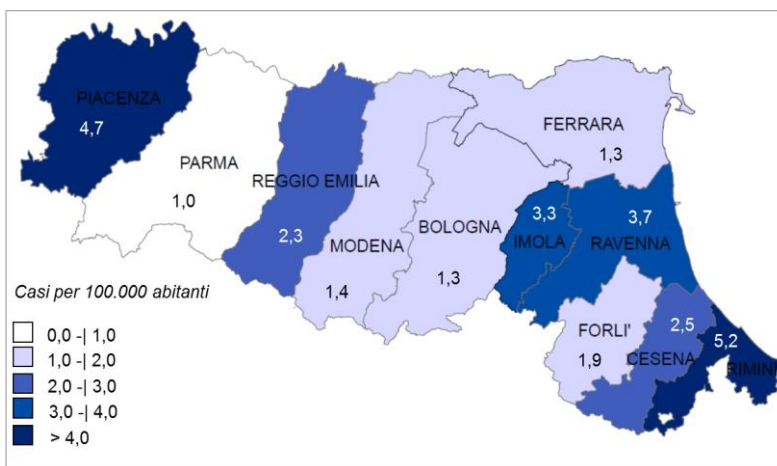 PIACENZA
4,7
PARMA
1,0
REGGIO EMILIA
2,3
MODENA
1,4
BOLOGNA
1,3
FERRARA
1,3
IMOLA
3,3
RAVENNA
3,7
FORLI'
1,9
CESENA
2,5
RIMINI
5,2
Casi per 100.000 abitanti
0,0 -| 1,0
1,0 -| 2,0
2,0 -| 3,0
3,0 -| 4,0
> 4,0